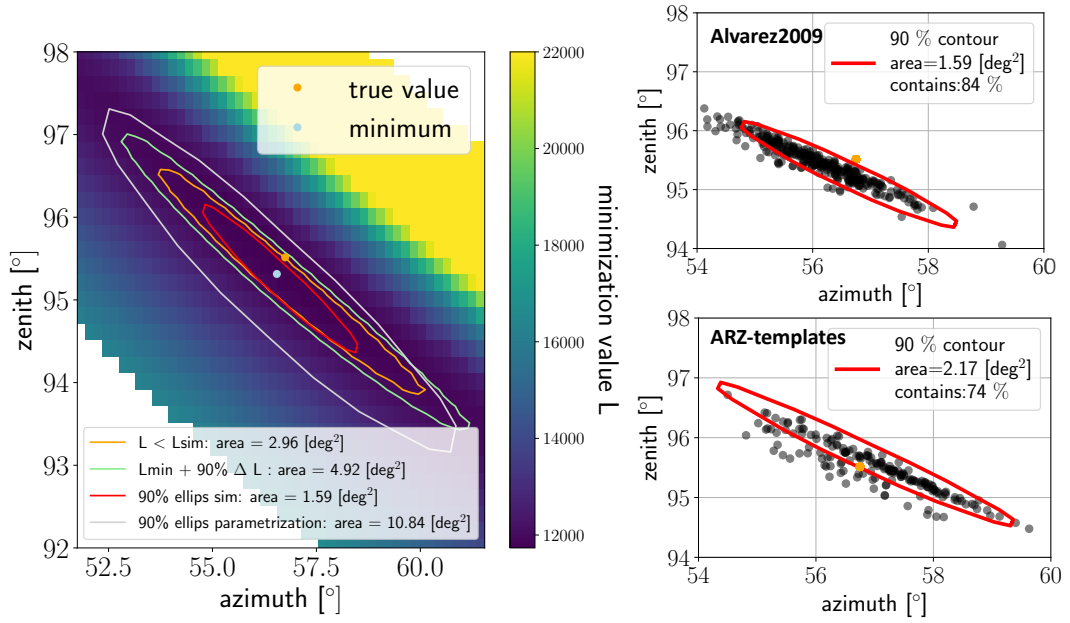 98
97
96
95
94
93
92
zenith [°]
52.5
55.0
57.5
60.0
azimuth [°]
true value
minimum
L < Lsim: area = 2.96 [deg²]
Lmin + 90% Δ L : area = 4.92 [deg²]
90% ellips sim: area = 1.59 [deg²]
90% ellips parametrization: area = 10.84 [deg²]
22000
20000
18000
16000
14000
12000
minimization value L
Alvarez2009
90 % contour
area=1.59 [deg²]
contains:84 %
98
97
96
95
94
zenith [°]
54
56
58
60
azimuth [°]
ARZ-templates
90 % contour
area=2.17 [deg²]
contains:74 %
98
97
96
95
94
zenith [°]
54
56
58
60
azimuth [°]